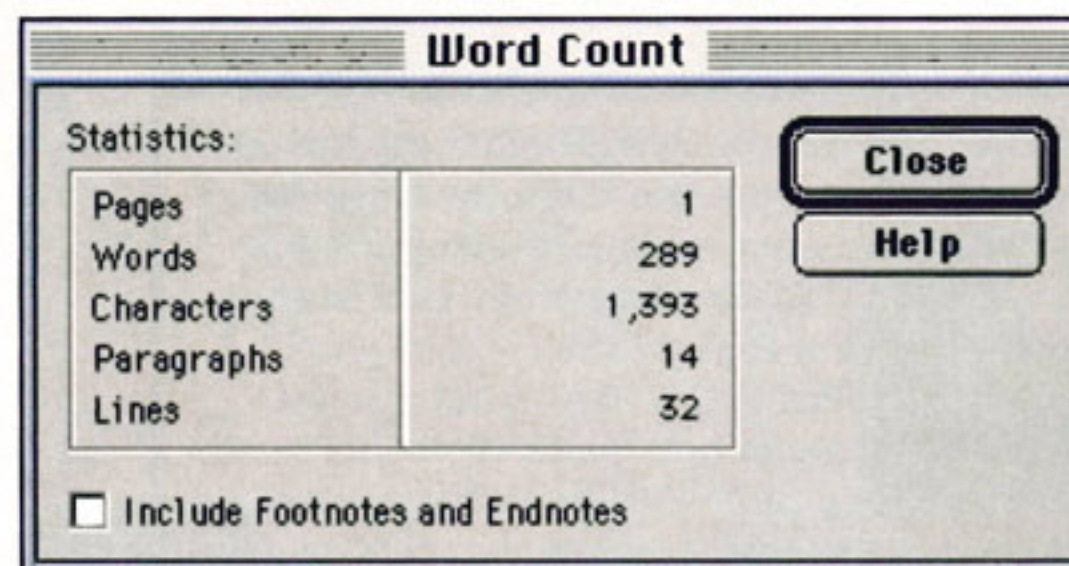 Word Count
Statistics:
Close
Pages 1
Help
Words 289
Characters 1,393
Paragraphs 14
Lines 32
Include Footnotes and Endnotes